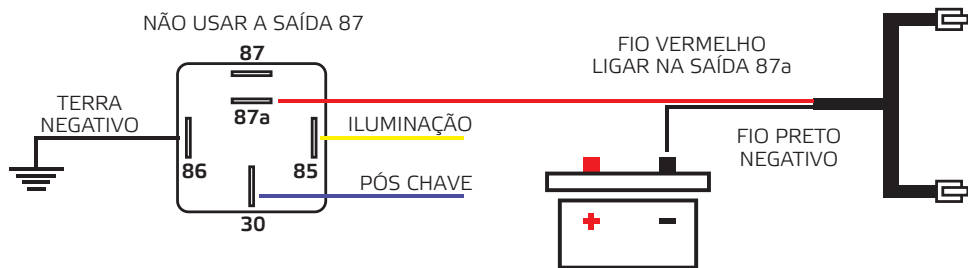 NÃO USAR A SAÍDA 87
87
87a
TERRA
NEGATIVO
86
85
30
ILUMINAÇÃO
PÓS CHAVE
FIO VERMELHO
LIGAR NA SAÍDA 87a
FIO PRETO
NEGATIVO
+
-